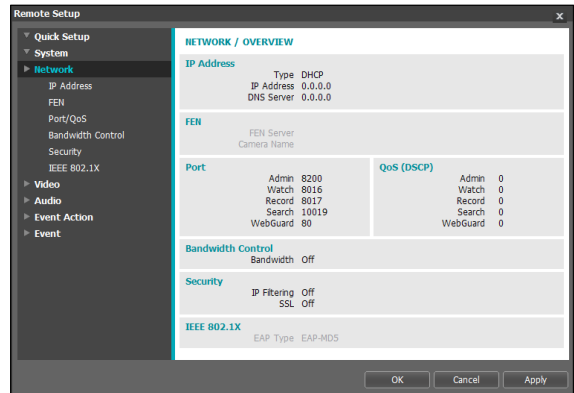 Remote Setup
x
Quick Setup
System
Network
IP Address
FEN
Port/QoS
Bandwidth Control
Security
IEEE 802.1X
Video
Audio
Event Action
Event
NETWORK / OVERVIEW
IP Address
Type DHCP
IP Address 0.0.0.0
DNS Server 0.0.0.0
FEN
FEN Server
Camera Name
Port
Admin 8200
Watch 8016
Record 8017
Search 10019
WebGuard 80
QoS (DSCP)
Admin 0
Watch 0
Record 0
Search 0
WebGuard 0
Bandwidth Control
Bandwidth Off
Security
IP Filtering Off
SSL Off
IEEE 802.1X
EAP Type EAP-MD5
OK Cancel Apply